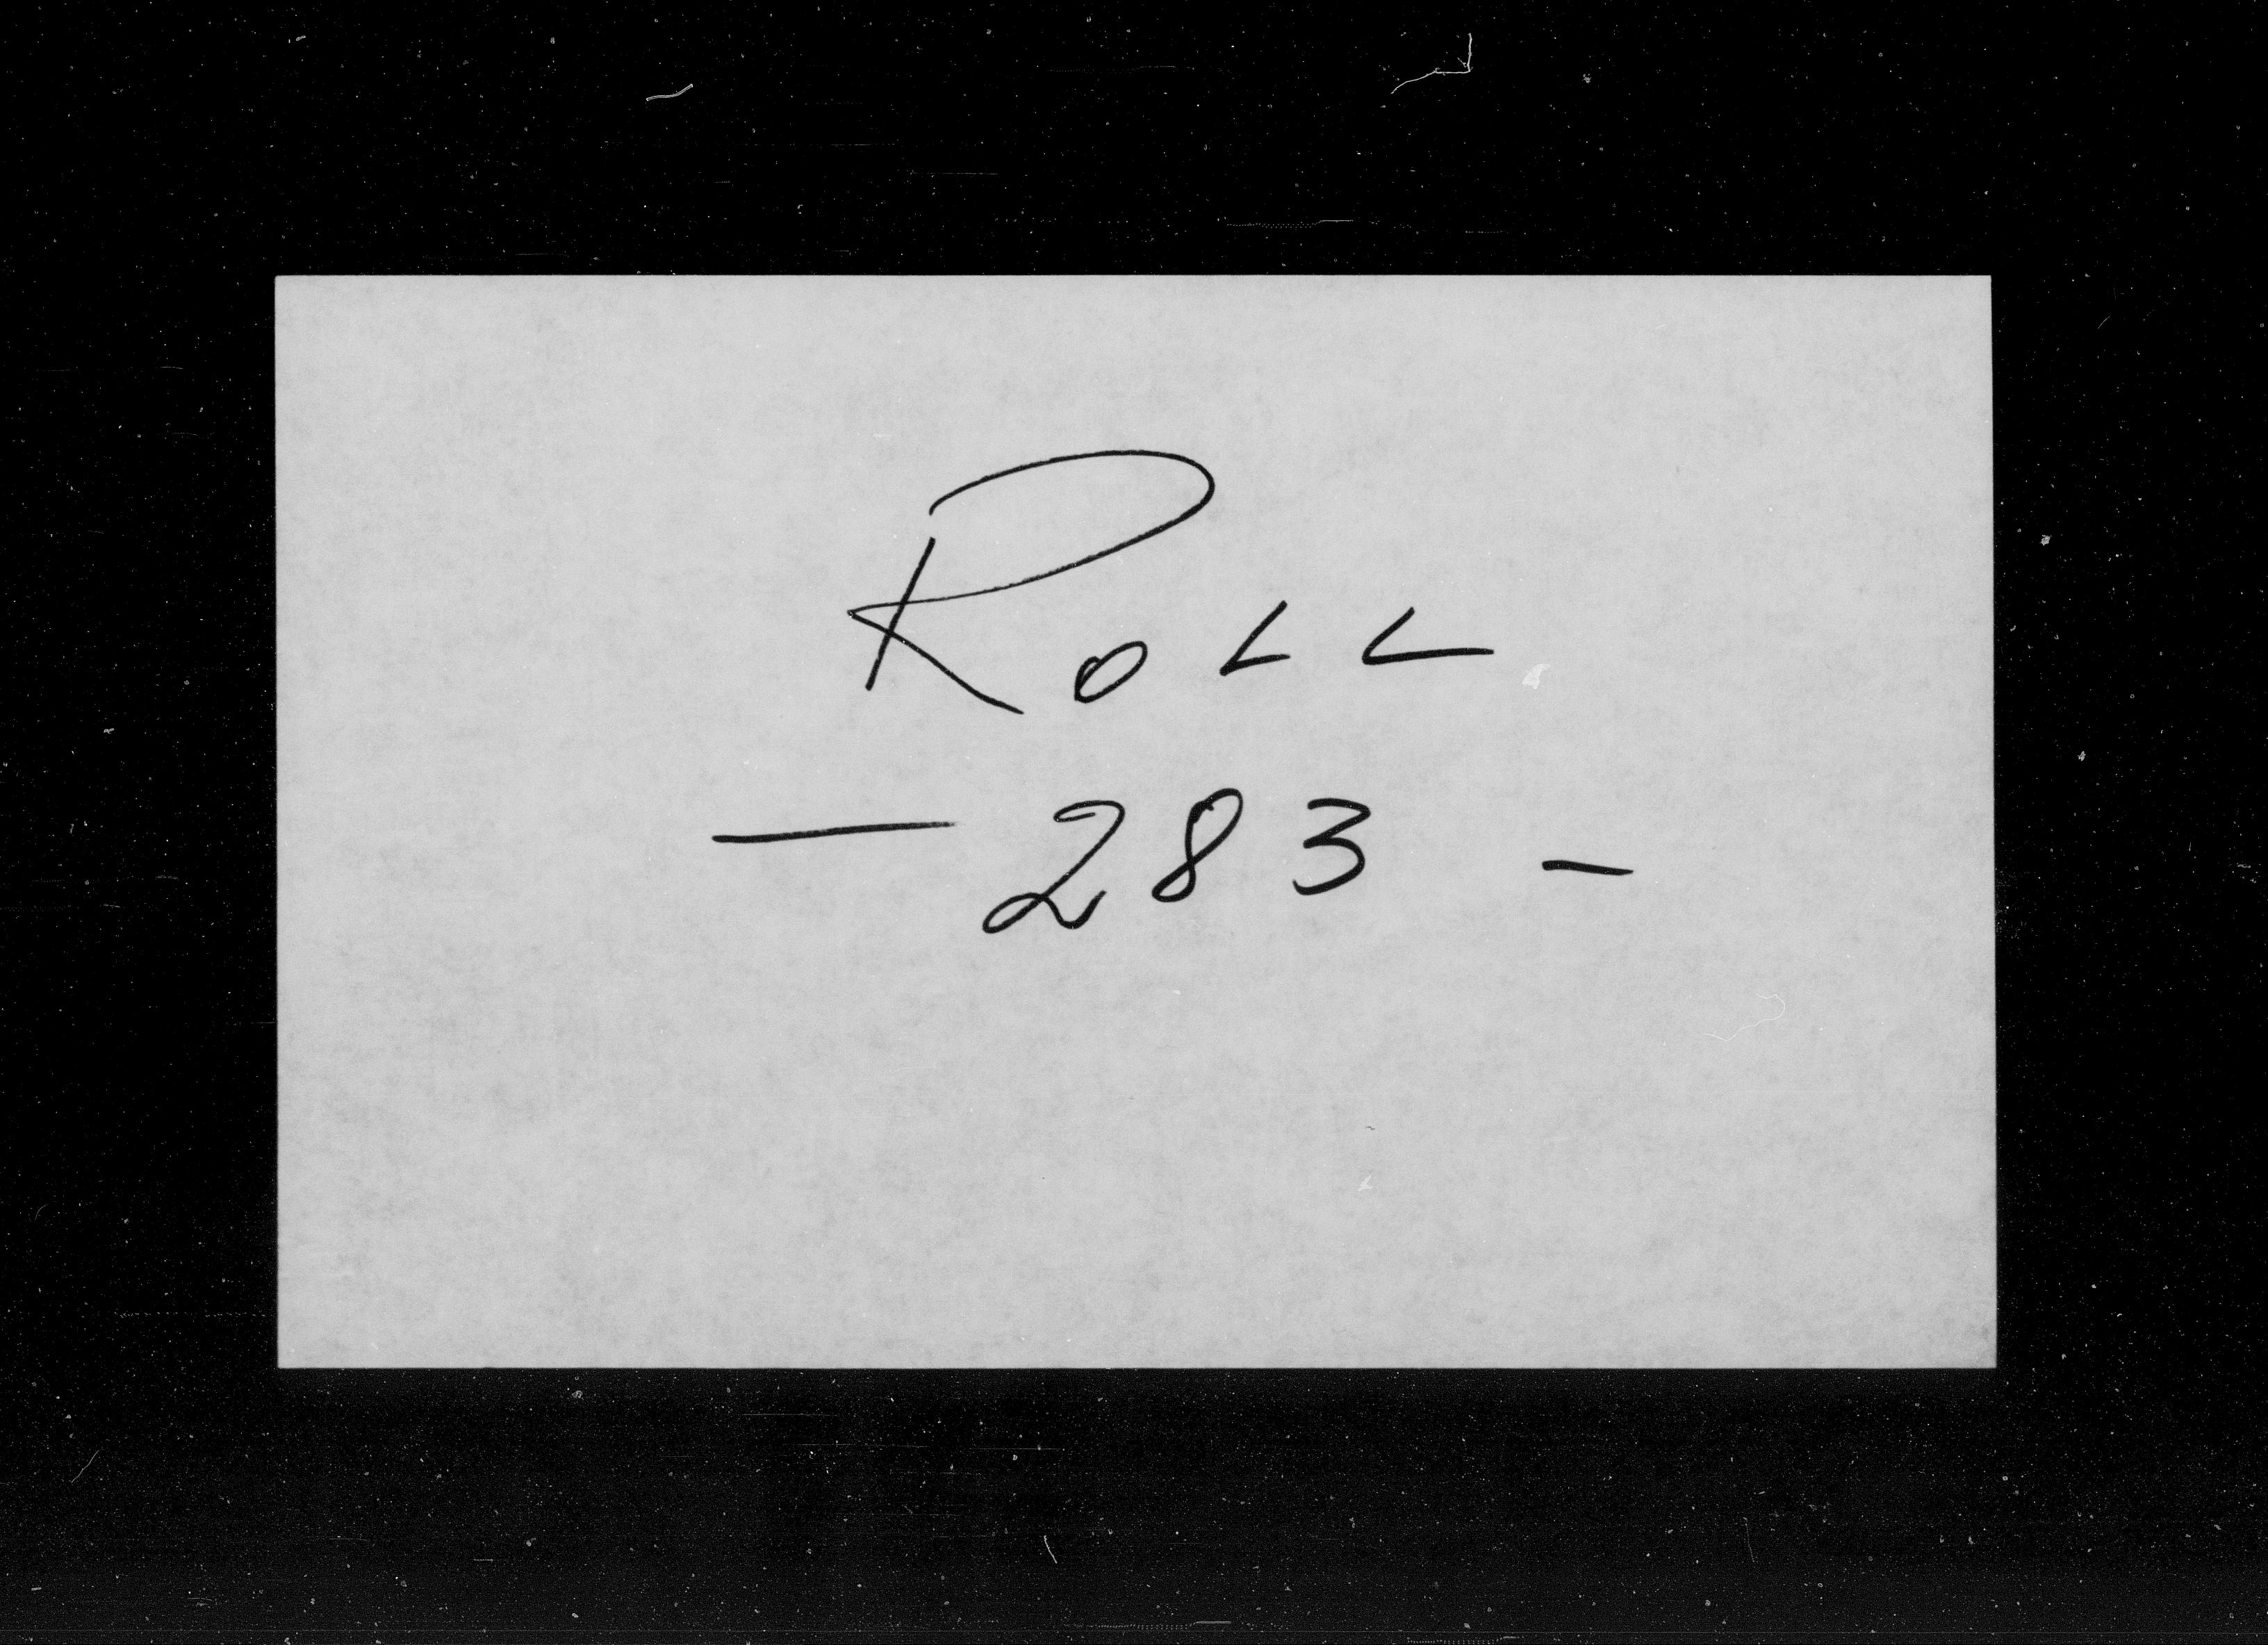 Roll
— 283 -